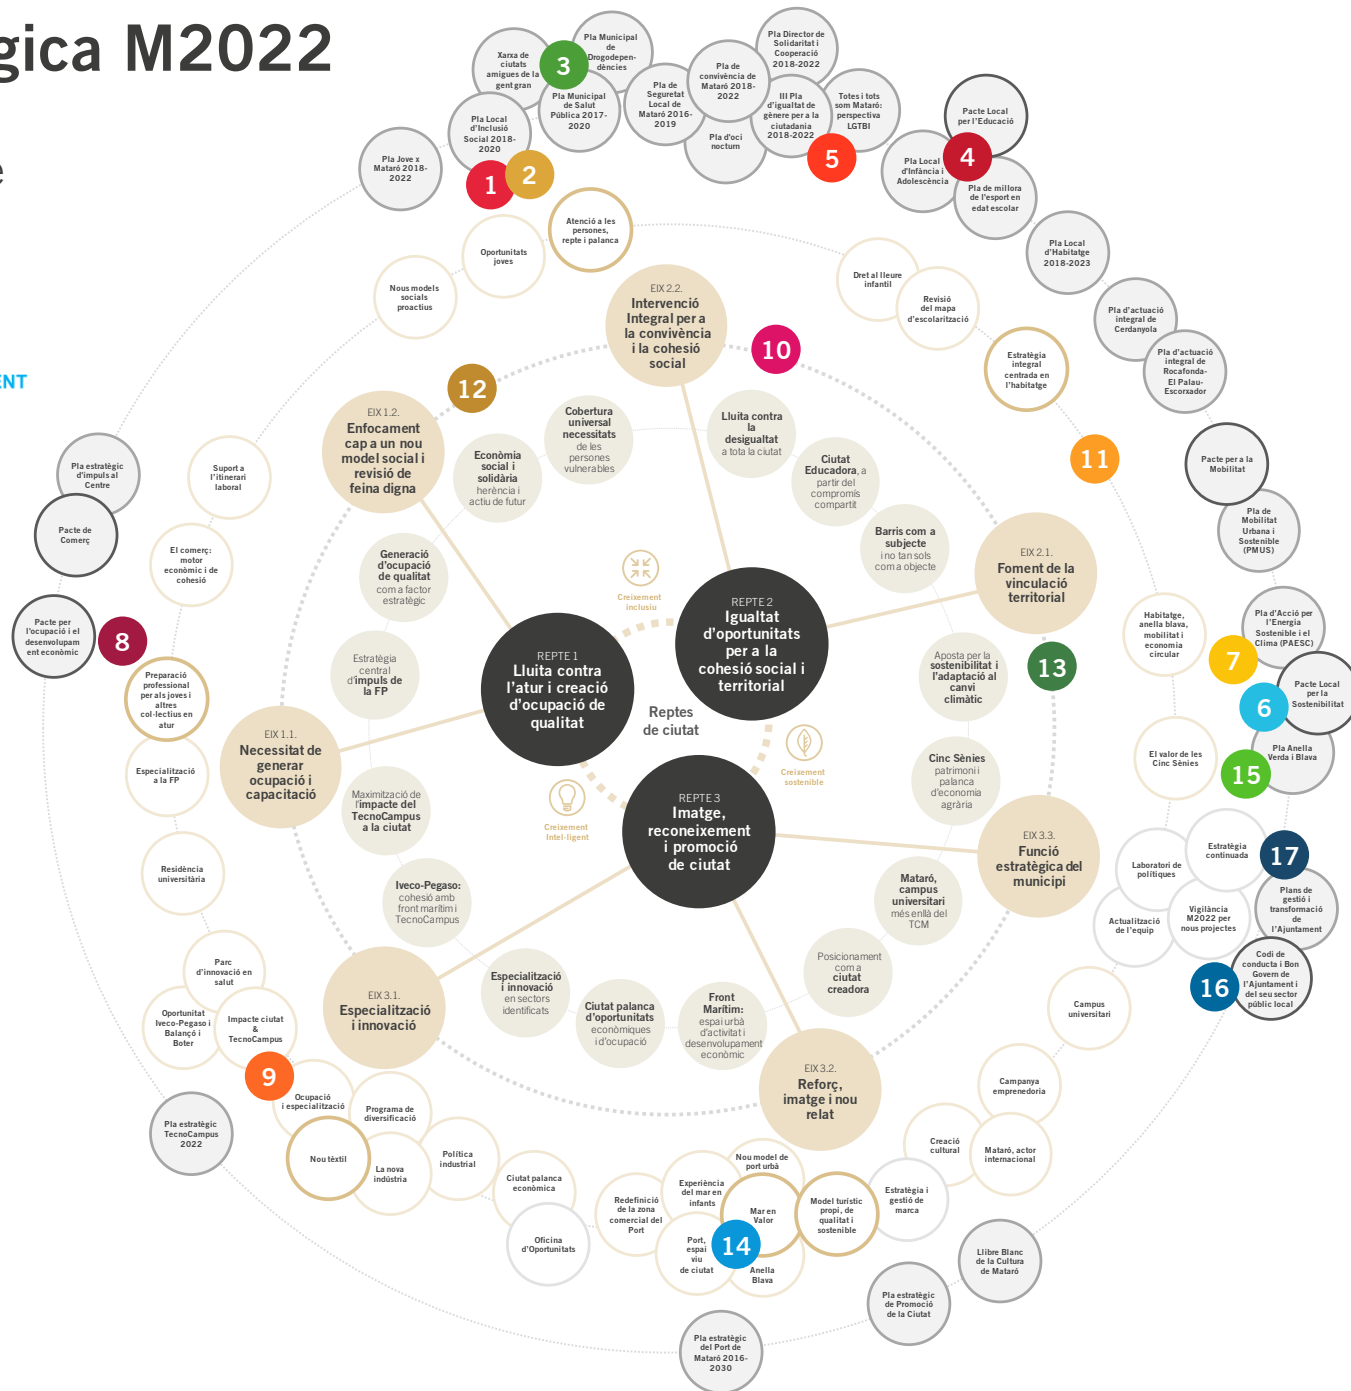 gica M2022
e
ENT
Xarxa de
ciutats
amigues de la
gent gran
3
Pla Municipal
de
Drogodepen-
dències
Pla Municipal
de Salut
Pública 2017-
2020
Pla Local
d'Inclusió
Social 2018-
2020
Pla Jove x
Mataró 2018-
2022
1
2
Pla de
Seguretat
Local de
Mataró 2016-
2019
Pla de
convivència de
Mataró 2018-
2022
Pla Director de
Solidaritat i
Cooperació
2018-2022
Pla d'oci
nocturn
III Pla
d'igualtat de
gènere per a la
ciutadania
2018-2022
Totes i tots
som Mataró:
perspectiva
LGTBI
5
Pacte Local
per l'Educació
4
Pla Local
d'Infància i
Adolescència
Pla de millora
de l'esport en
edat escolar
Pla Local
d'Habitatge
2018-2023
Pla d'actuació
integral de
Cerdanyola
Pla d'actuació
integral de
Rocafonda-
El Palau-
Escorxador
Pacte per a la
Mobilitat
Pla de
Mobilitat
Urbana i
Sostenible
(PMUS)
Pla d'Acció per
l'Energia
Sostenible i el
Clima (PAESC)
7
Pacte Local
per la
Sostenibilitat
6
Pla Anella
Verda i Blava
15
Atenció a les
persones,
repte i palanca
Oportunitats
joves
Nous models
socials
proactius
Dret al lleure
infantil
Revisió
del mapa
d'escolarització
Estratègia
integral
centrada en
l'habitatge
11
EIX 2.2.
Intervenció
Integral per a
la convivència
i la cohesió
social
10
12
EIX 1.2.
Enfocament
cap a un nou
model social i
revisió de
feina digna
Cobertura
universal
necessitats
de les
persones
vulnerables
Economia
social i
solidària
herència i
actiu de futur
Lluita contra
la
desigualtat
a tota la ciutat
Ciutat
Educadora, a
partir del
compromís
compartit
Barris com a
subjecte
i no tan sols
com a objecte
EIX 2.1.
Foment de la
vinculació
territorial
Pla estratègic
d'impuls al
Centre
Pacte de
Comerç
Pacte per
l'ocupació i el
desenvolupam
ent econòmic
8
Suport a
l'itinerari
laboral
El comerç:
motor
econòmic i de
cohesió
Preparació
professional
per als joves i
altres
col·lectius en
atur
Especialització
a la FP
Residència
universitària
Generació
d'ocupació
de qualitat
com a factor
estratègic
Estratègia
central
d'impuls de
la FP
EIX 1.1.
Necessitat de
generar
ocupació i
capacitació
Maximització de
l'impacte del
TecnoCampus
a la ciutat
Iveco-Pegaso:
cohesió amb
front marítim i
TecnoCampus
Creixement
inclusiu
REPTE 1
Lluita contra
l'atur i creació
d'ocupació de
qualitat
REPTE 2
Igualtat
d'oportunitats
per a la
cohesió social i
territorial
Reptes
de ciutat
Creixement
sostenible
Creixement
Intel·ligent
REPTE 3
Imatge,
reconeixement
i promoció
de ciutat
Aposta per la
sostenibilitat i
l'adaptació al
canvi
climàtic
13
Habitatge,
anella blava,
mobilitat i
economia
circular
Cinc Sènies
patrimoni i
palanca
d'economia
agrària
El valor de les
Cinc Sènies
EIX 3.3.
Funció
estratègica del
municipi
Mataró,
campus
universitari
més enllà del
TCM
Posicionament
com a
ciutat
creadora
Front
Marítim:
espai urbà
d'activitat i
desenvolupament
econòmic
Ciutat palanca
d'oportunitats
econòmiques
i d'ocupació
Especialització
i innovació
en sectors
identificats
EIX 3.1.
Especialització
i innovació
EIX 3.2.
Reforç,
imatge i nou
relat
Laboratori de
polítiques
Estratègia
continuada
17
Actualització
de l'equip
Vigilància
M2022 per
nous projectes
Plans de
gestió i
transformació
de
l'Ajuntament
16
Codi de
conducta i Bon
Govern de
l'Ajuntament i
del seu sector
públic local
Campus
universitari
Campanya
emprenedoria
Mataró, actor
internacional
Creació
cultural
Estratègia i
gestió de
marca
Parc
d'innovació en
salut
Oportunitat
Iveco-Pegaso i
Balançó i
Boter
Impacte ciutat
&
TecnoCampus
9
Ocupació
i especialització
Programa de
diversificació
Nou tèxtil
La nova
indústria
Política
industrial
Ciutat palanca
econòmica
Oficina
d'Oportunitats
Redefinició
de la zona
comercial del
Port
Experiència
del mar en
infants
Nou model de
port urbà
Mar en
Valor
Model turístic
propi, de
qualitat i
sostenible
Port,
espai
viu
de ciutat
14
Anella
Blava
Pla estratègic
TecnoCampus
2022
Pla estratègic
del Port de
Mataró 2016-
2030
Pla estratègic
de Promoció
de la Ciutat
Llibre Blanc
de la Cultura
de Mataró